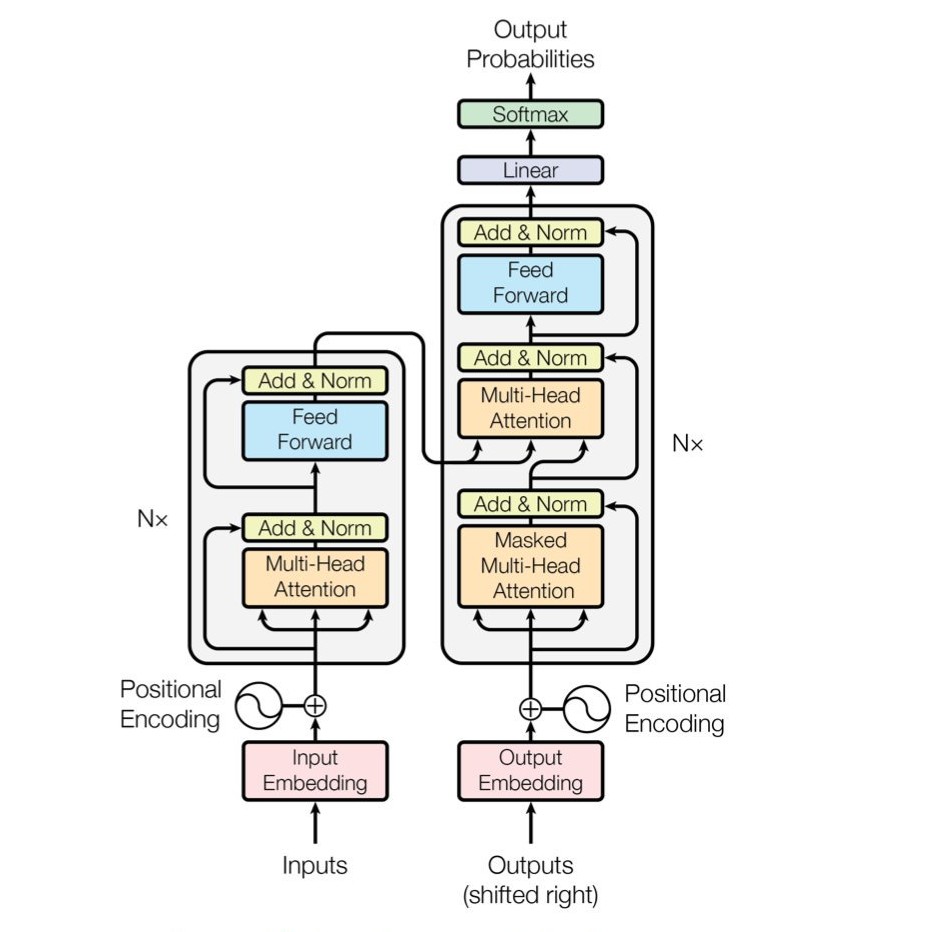 Output
Probabilities
Softmax
Linear
Add & Norm
Feed
Forward
Add & Norm
Multi-Head
Attention
Add & Norm
Masked
Multi-Head
Attention
N×
Add & Norm
Feed
Forward
Add & Norm
Multi-Head
Attention
N×
Positional
Encoding
Positional
Encoding
Input
Embedding
Output
Embedding
Inputs
Outputs
(shifted right)